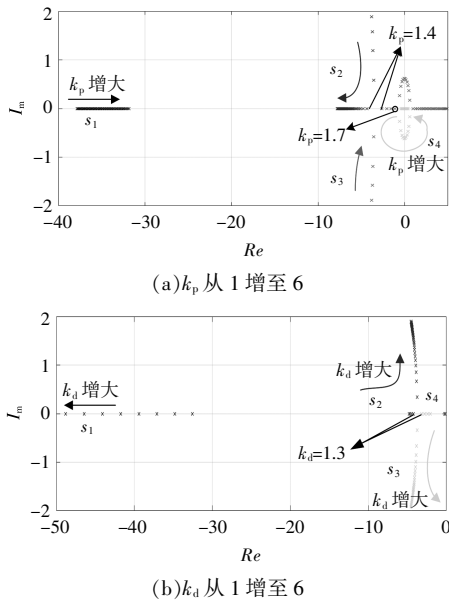 2
k_p=1.4
s_2
1
k_p 增大
I_m
0
s_1
k_p=1.7
s_4
-1
k_p 增大
s_3
-2
-40 -30 -20 -10 0
Re
(a)k_p 从 1 增至 6
2
k_d 增大
1
k_d 增大
s_2
s_4
I_m
0
s_1
k_d=1.3
-1
s_3
k_d 增大
-2
-50 -40 -30 -20 -10 0
Re
(b)k_d 从 1 增至 6